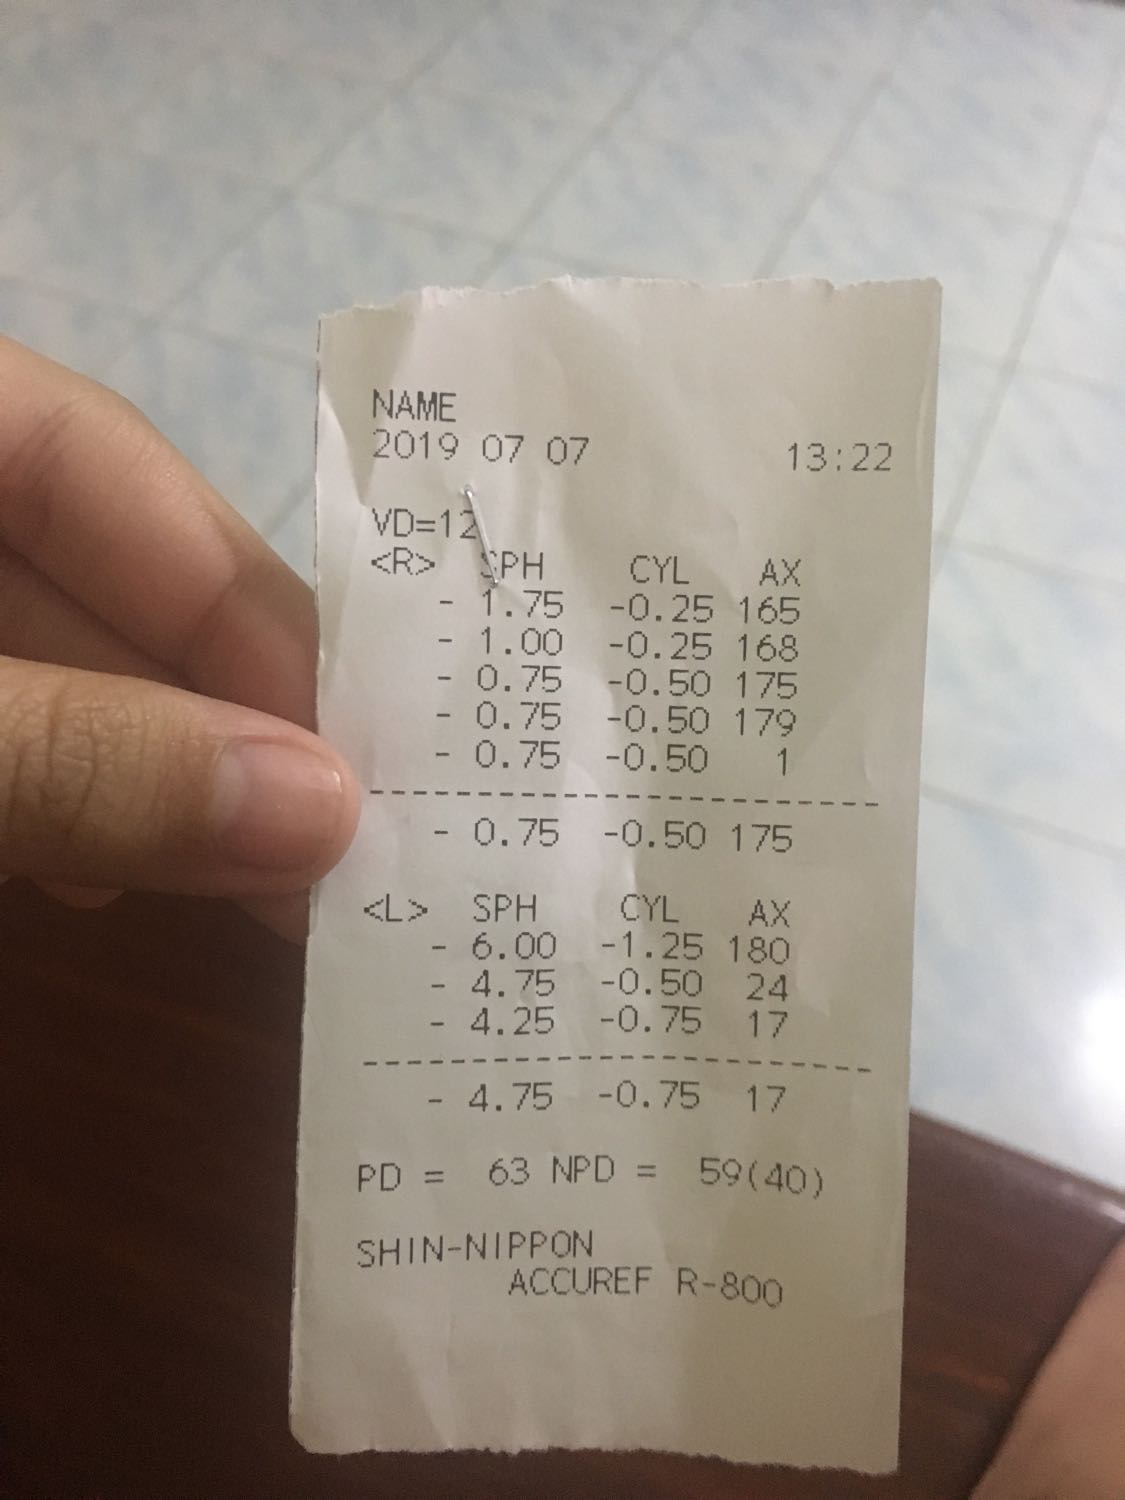 NAME
2019 07 07 13:22
VD=12
<R> SPH CYL AX
- 1.75 -0.25 165
- 1.00 -0.25 168
- 0.75 -0.50 175
- 0.75 -0.50 179
- 0.75 -0.50 1
- 0.75 -0.50 175
<L> SPH CYL AX
- 6.00 -1.25 180
- 4.75 -0.50 24
- 4.25 -0.75 17
- 4.75 -0.75 17
PD = 63 NPD = 59(40)
SHIN-NIPPON
ACCUREF R-800